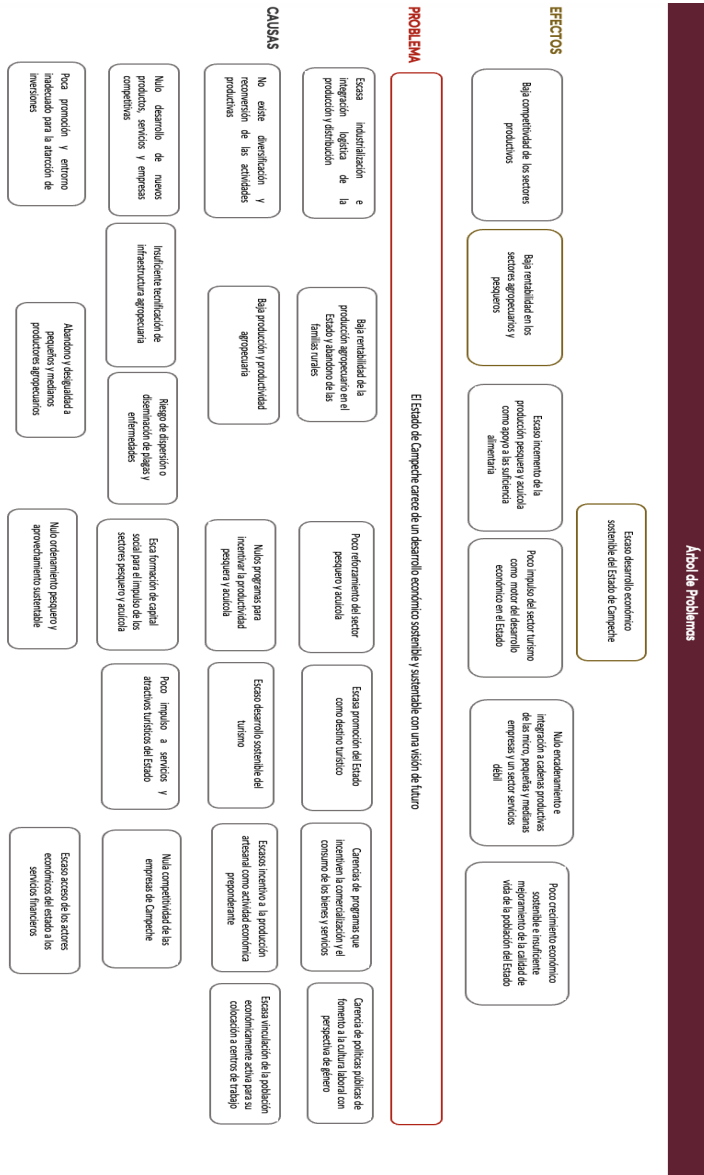 Árbol de Problemas
Escaso desarrollo económico
sostenible del Estado de Campeche
EFECTOS
Baja competitivdad de los sectores
productivos
Baja rentabilidad en los
sectores agropecuarios y
pesqueros
Escaso incemento de la
producción pesquera y acuícola
como apoyo a las suficiencia
alimentaria
Poco impulso del sector turismo
como motor del desarrollo
económico en el Estado
Nulo encadenamiento e
integración a cadenas productivas
de las micro, pequeñas y medianas
empresas y un sector servicios
débil
Poco crecimiento económico
sostenible e insuficiente
mejoramiento de la calidad de
vida de la población del Estado
PROBLEMA
El Estado de Campeche carece de un desarrollo económico sostenible y sustentable con una visión de futuro
CAUSAS
Escasa industrialización e
integración logística de la
producción y distribución
Baja rentabilidad de la
producción agropecuario en el
Estado y abandono de las
familias rurales
Poco reforzamiento del sector
pesquero y acuícola
Escasa promoción del Estado
como destino turístico
Carencias de programas que
incentiven la comercialización y el
consumo de los bienes y servicios
Carencia de políticas públicas de
fomento a la cultura laboral con
perspectiva de género
No existe diversificación y
reconversión de las actividades
productivas
Baja producción y productividad
agropecuaria
Nulos programas para
incentivar la productividad
pesquera y acuícola
Escaso desarrollo sostenible del
turismo
Escasos incentivo a la producción
artesanal como actividad económica
preponderante
Escasa vinculación de la población
económicamente activa para su
colocación a centros de trabajo
Nulo desarrollo de nuevos
productos, servicios y empresas
competitivas
Insuficiente tecnificación de
infraestructura agropecuaria
Riesgo de dispersión o
diseminación de plagas y
enfermedades
Esca formación de capital
social para el impulso de los
sectores pesquero y acuícola
Poco impulso a servicios y
atractivos turísticos del Estado
Nula competitividad de las
empresas de Campeche
Poca promoción y entorno
inadecuado para la atarcción de
inversiones
Abandono y desigualdad a
pequeños y medianos
productores agropecuarios
Nulo ordenamiento pesquero y
aprovechamiento sustentable
Escaso acceso de los actores
económicos del estado a los
servicios financieros